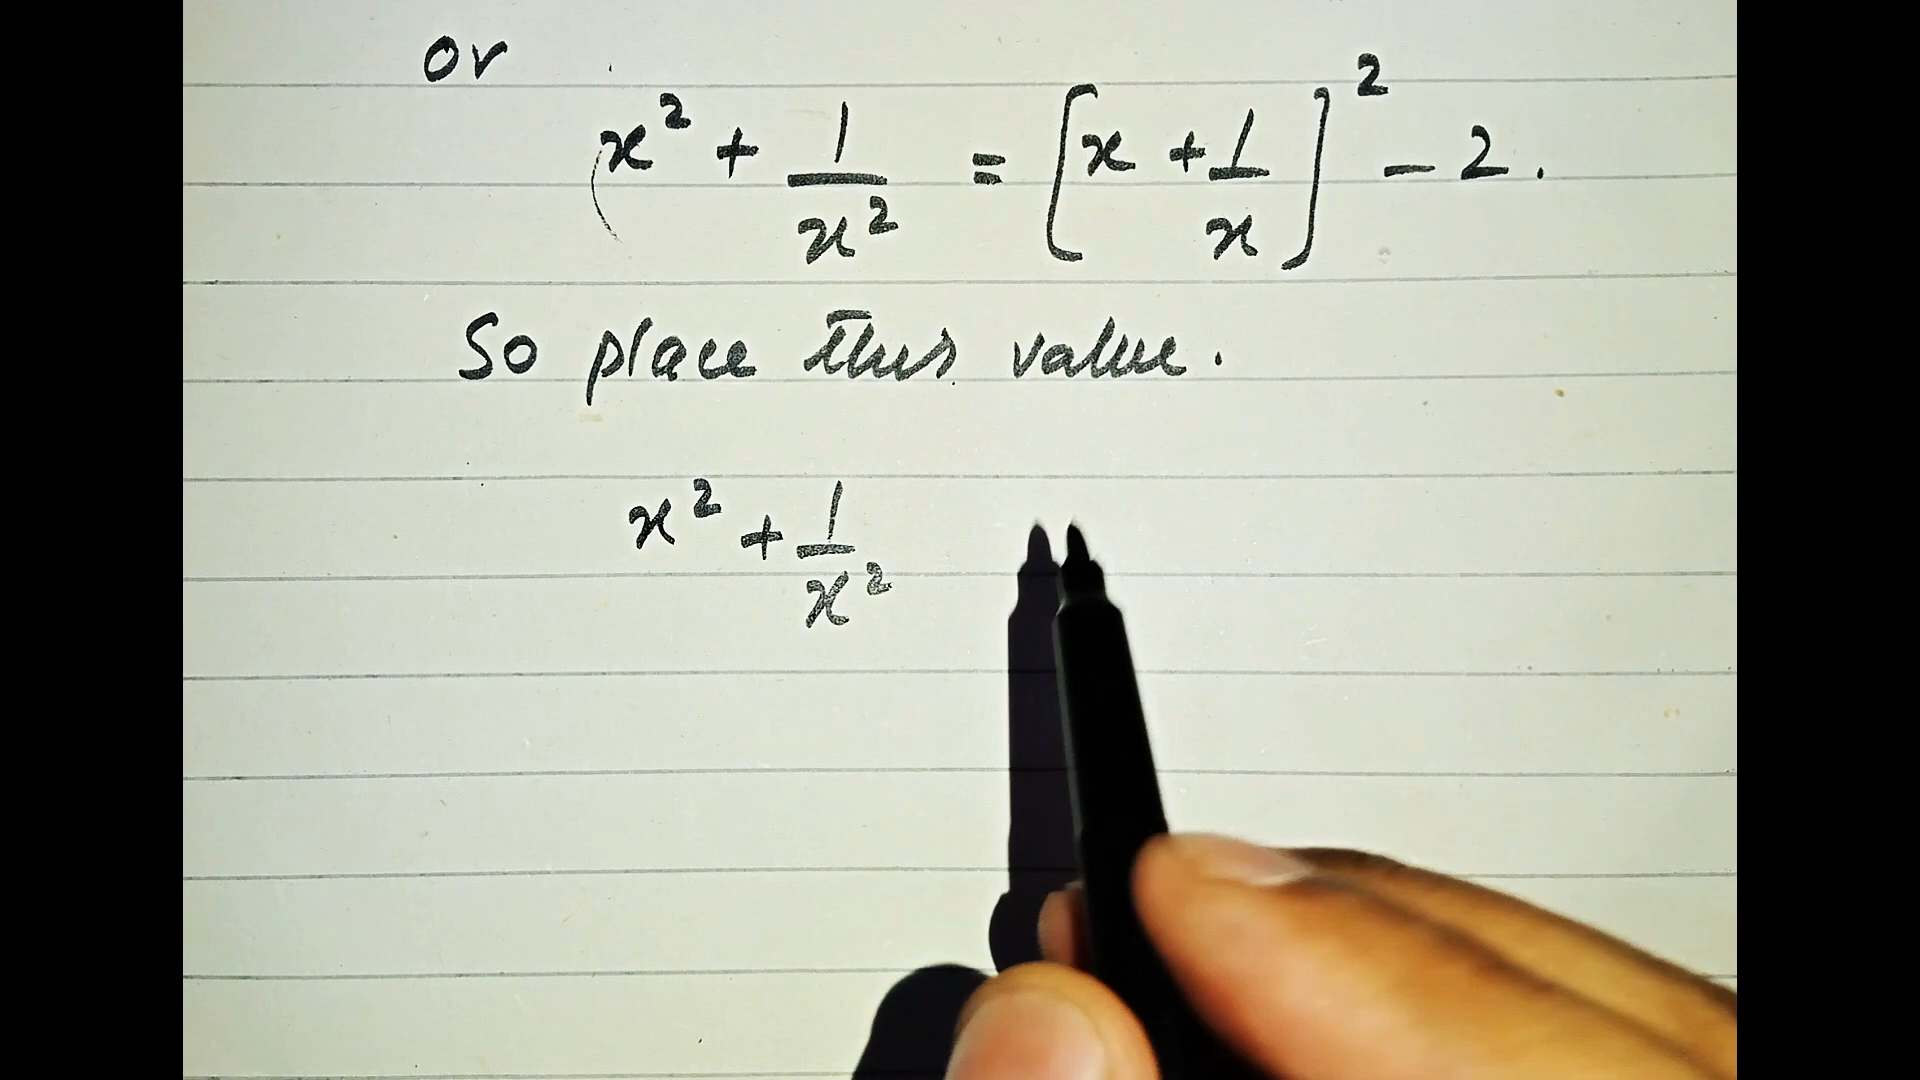 or
x² + 1/x² = [x + 1/x]² - 2.
So place this value.
x² + 1/x²